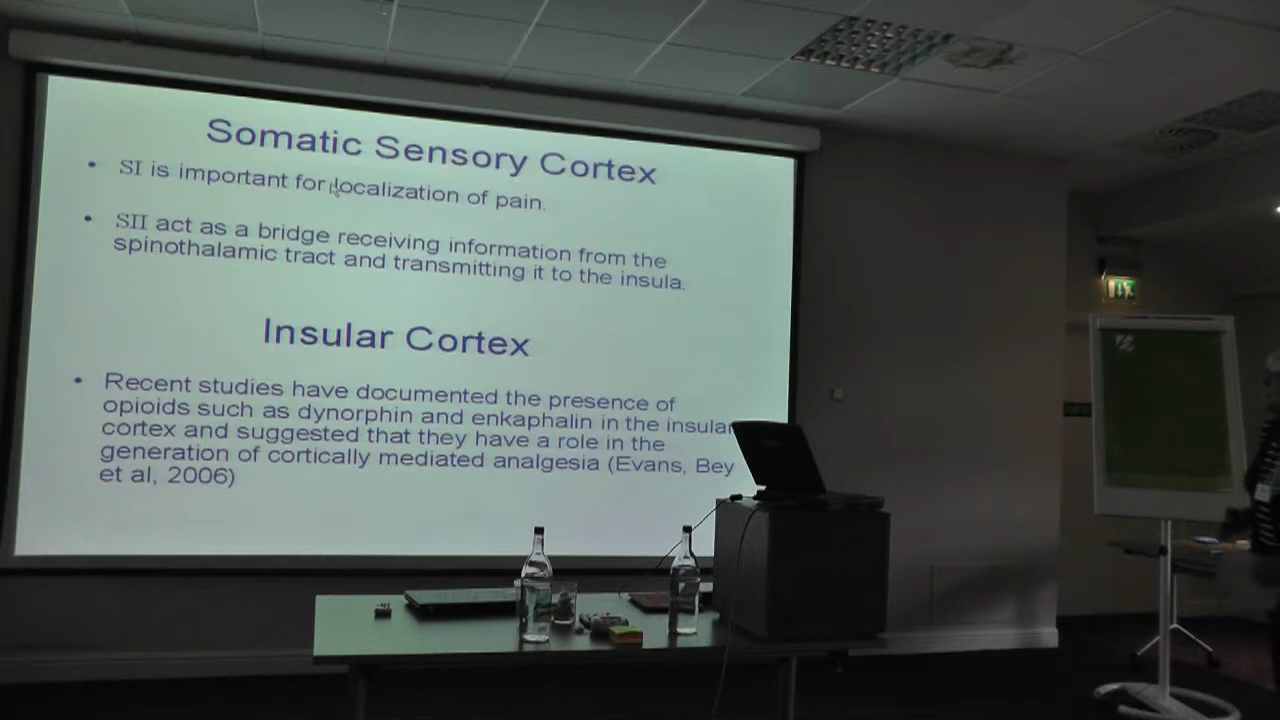 Somatic Sensory Cortex
• SI is important for localization of pain.
• SII act as a bridge receiving information from the
spinothalamic tract and transmitting it to the insula.
Insular Cortex
• Recent studies have documented the presence of
opioids such as dynorphin and enkaphalin in the insular
cortex and suggested that they have a role in the
generation of cortically mediated analgesia (Evans, Bey
et al, 2006)